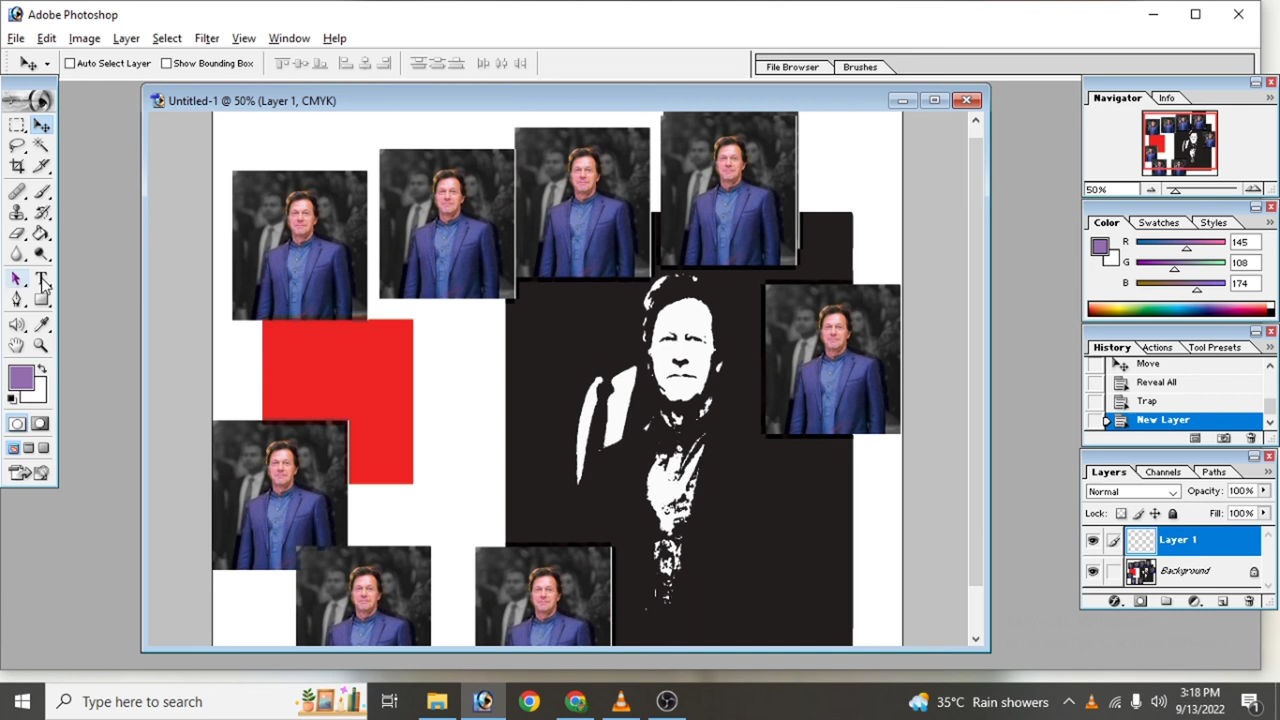 Adobe Photoshop
File Edit Image Layer Select Filter View Window Help
Auto Select Layer Show Bounding Box File Browser Brushes
Untitled-1 @ 50% (Layer 1, CMYK)
Navigator Info
50%
Color Swatches Styles
R 145
G 108
B 174
History Actions Tool Presets
Move
Reveal All
Trap
New Layer
Layers Channels Paths
Normal Opacity: 100%
Lock: Fill: 100%
Layer 1
Background
Type here to search
35°C Rain showers
3:18 PM
9/13/2022
1